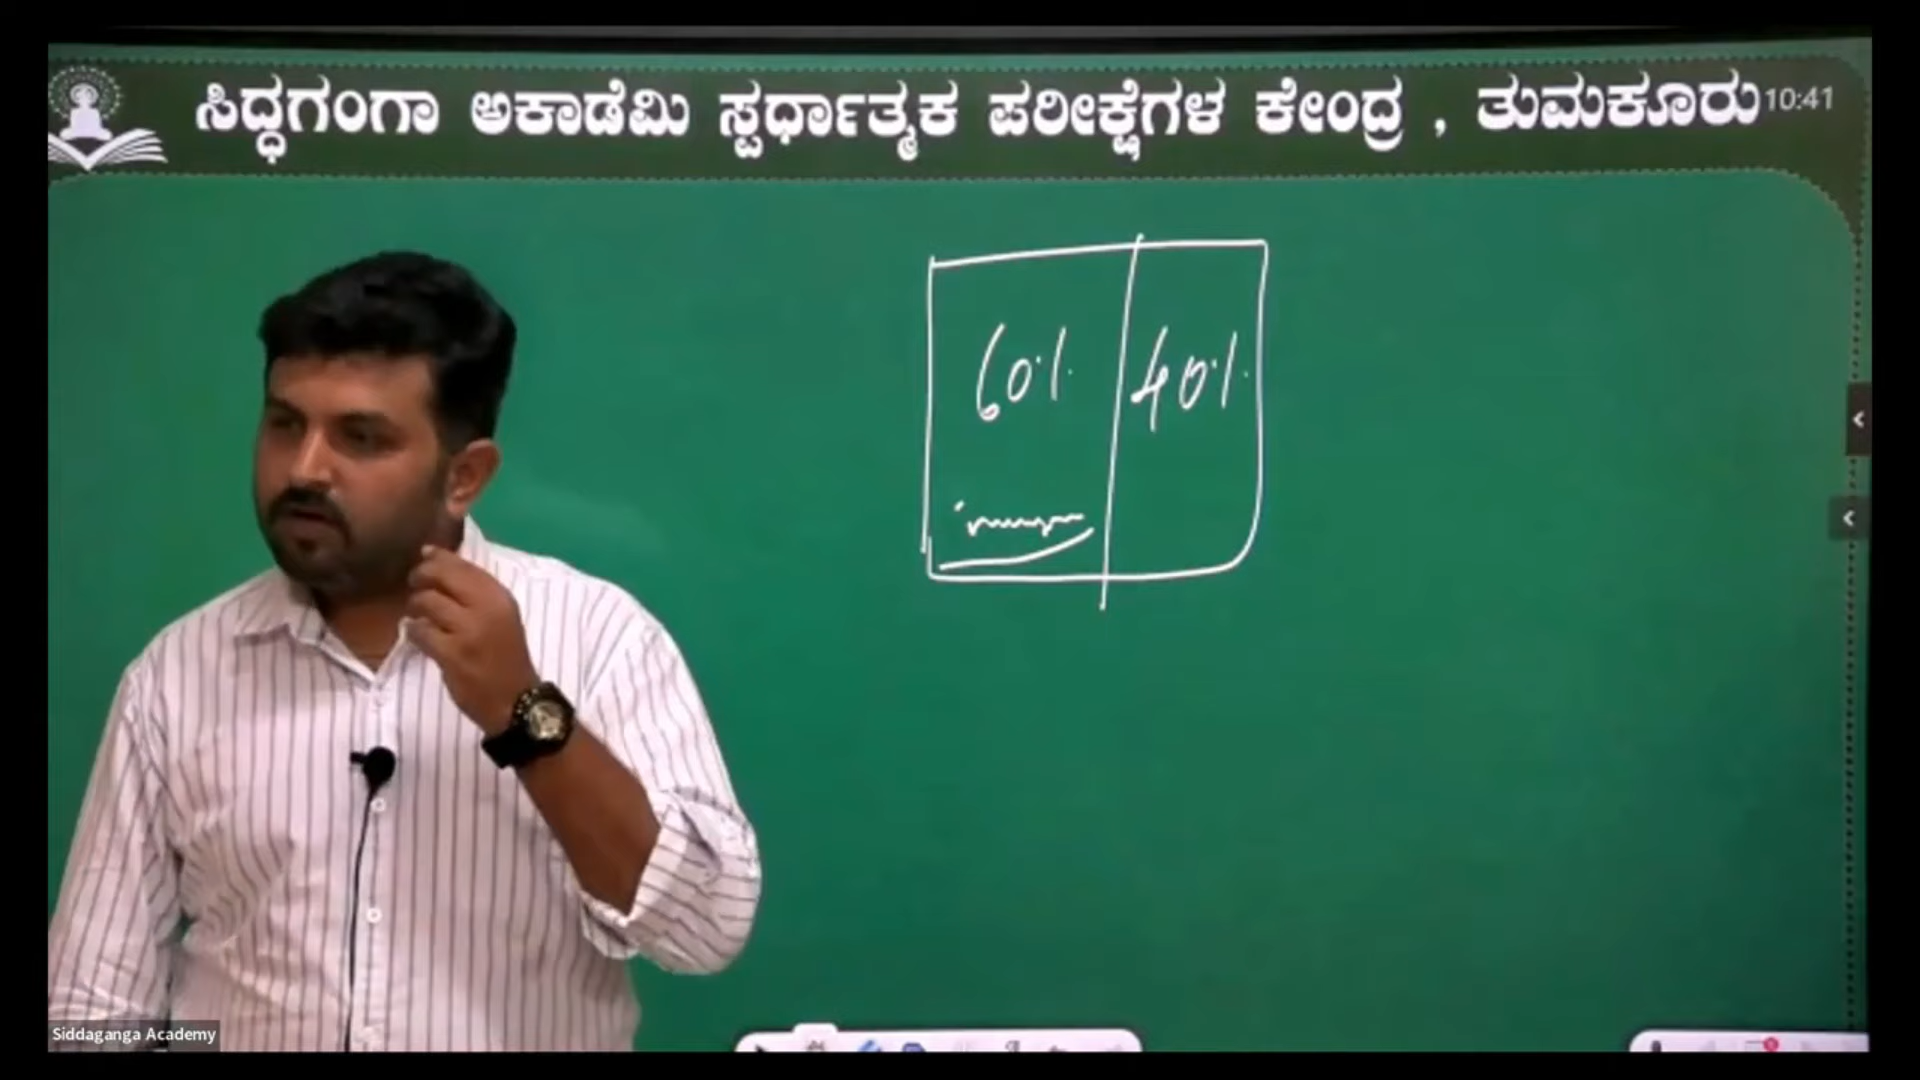 ಸಿದ್ಧಗಂಗಾ ಅಕಾಡೆಮಿ ಸ್ಪರ್ಧಾತ್ಮಕ ಪರೀಕ್ಷೆಗಳ ಕೇಂದ್ರ , ತುಮಕೂರು 10:41
60% 40%
Siddaganga Academy